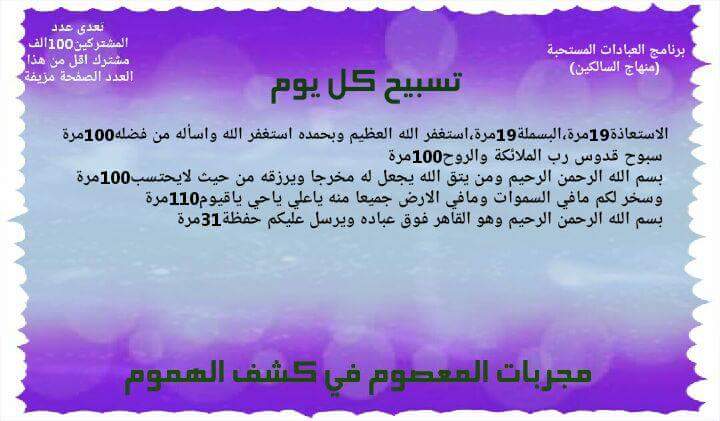 برنامج العبادات المستحبة
(منهاج السالكين)
تعدى عدد
المشتركين100الف
مشترك اقل من هذا
العدد الصفحة مزيفة
تسبيح كل يوم
الاستعاذة19مرة،البسملة19مرة،استغفر الله العظيم وبحمده استغفر الله واسأله من فضله100مرة
سبوح قدوس رب الملائكة والروح100مرة
بسم الله الرحمن الرحيم ومن يتق الله يجعل له مخرجا ويرزقه من حيث لايحتسب100مرة
وسخر لكم مافي السموات ومافي الارض جميعا منه ياعلي ياحي ياقيوم110مرة
بسم الله الرحمن الرحيم وهو القاهر فوق عباده ويرسل عليكم حفظة31مرة
مجربات المعصوم في كشف الهموم